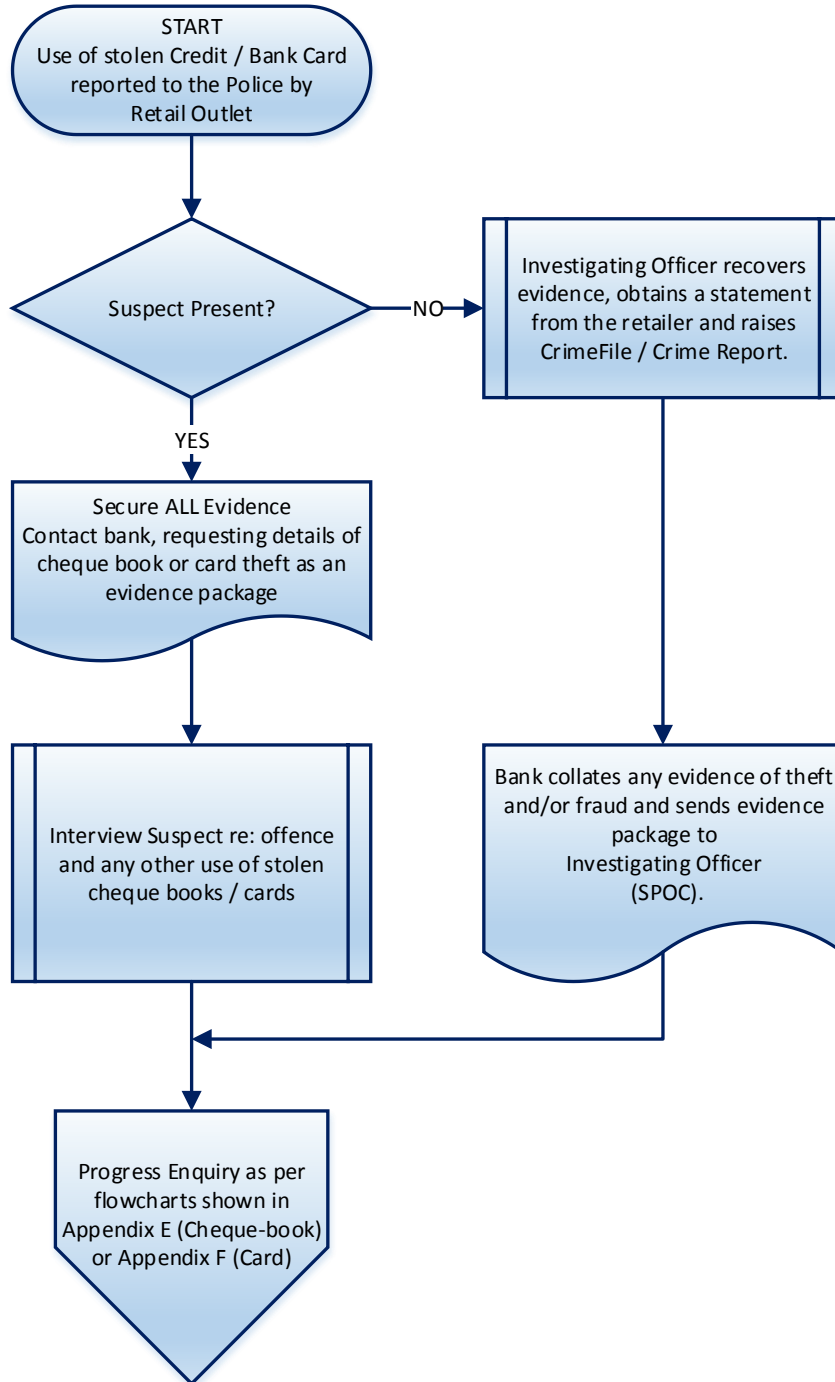 START
Use of stolen Credit / Bank Card
reported to the Police by
Retail Outlet
Suspect Present?
NO
Investigating Officer recovers
evidence, obtains a statement
from the retailer and raises
CrimeFile / Crime Report.
YES
Secure ALL Evidence
Contact bank, requesting details of
cheque book or card theft as an
evidence package
Interview Suspect re: offence
and any other use of stolen
cheque books / cards
Bank collates any evidence of theft
and/or fraud and sends evidence
package to
Investigating Officer
(SPOC).
Progress Enquiry as per
flowcharts shown in
Appendix E (Cheque-book)
or Appendix F (Card)